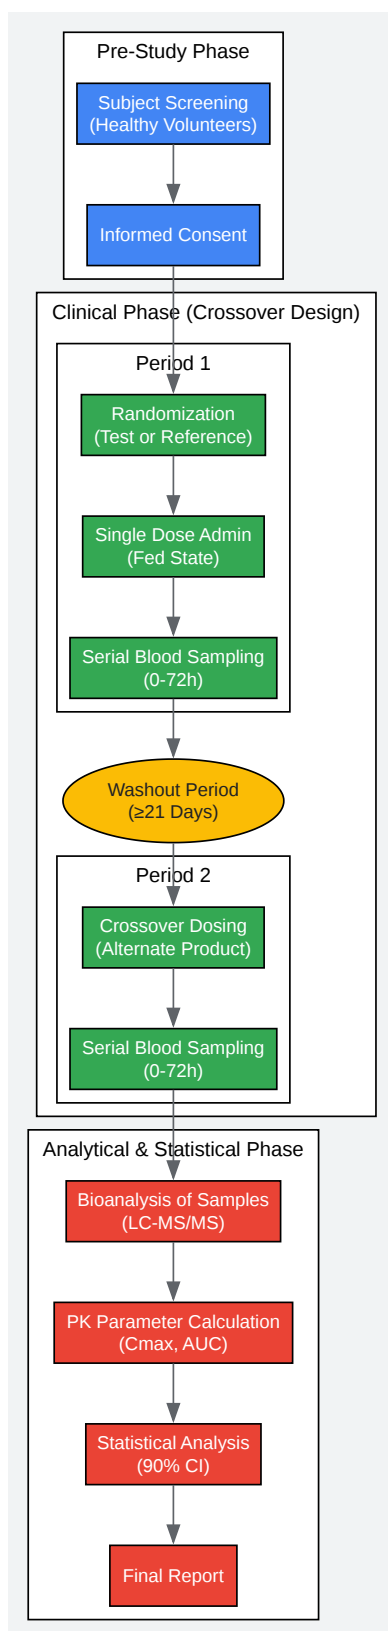 Pre-Study Phase
Subject Screening
(Healthy Volunteers)
Informed Consent
Clinical Phase (Crossover Design)
Period 1
Randomization
(Test or Reference)
Single Dose Admin
(Fed State)
Serial Blood Sampling
(0-72h)
Washout Period
(≥21 Days)
Period 2
Crossover Dosing
(Alternate Product)
Serial Blood Sampling
(0-72h)
Analytical & Statistical Phase
Bioanalysis of Samples
(LC-MS/MS)
PK Parameter Calculation
(Cmax, AUC)
Statistical Analysis
(90% CI)
Final Report